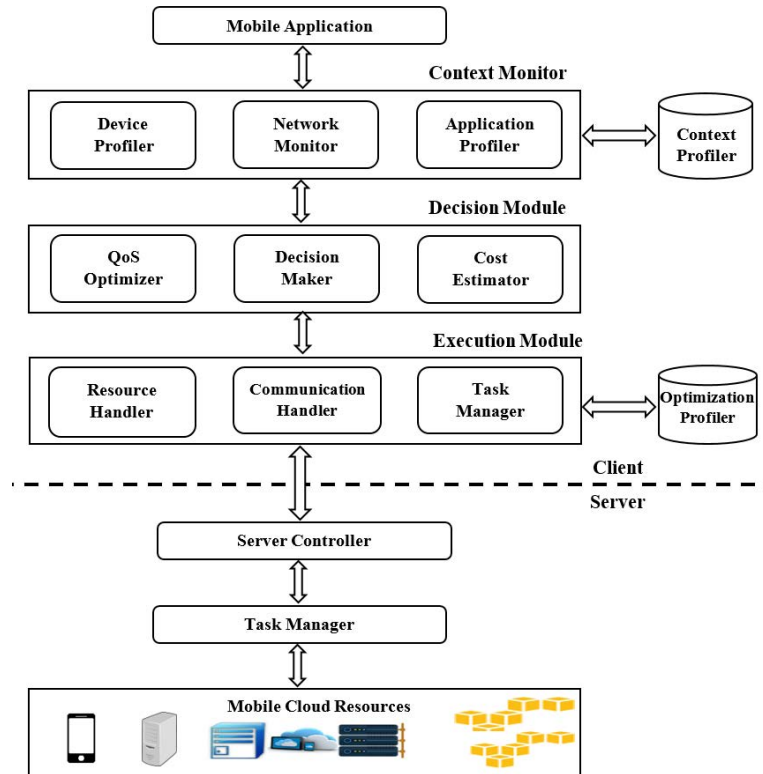 Mobile Application
Context Monitor
Device
Profiler
Network
Monitor
Application
Profiler
Context
Profiler
Decision Module
QoS
Optimizer
Decision
Maker
Cost
Estimator
Execution Module
Resource
Handler
Communication
Handler
Task
Manager
Optimization
Profiler
Client
Server
Server Controller
Task Manager
Mobile Cloud Resources